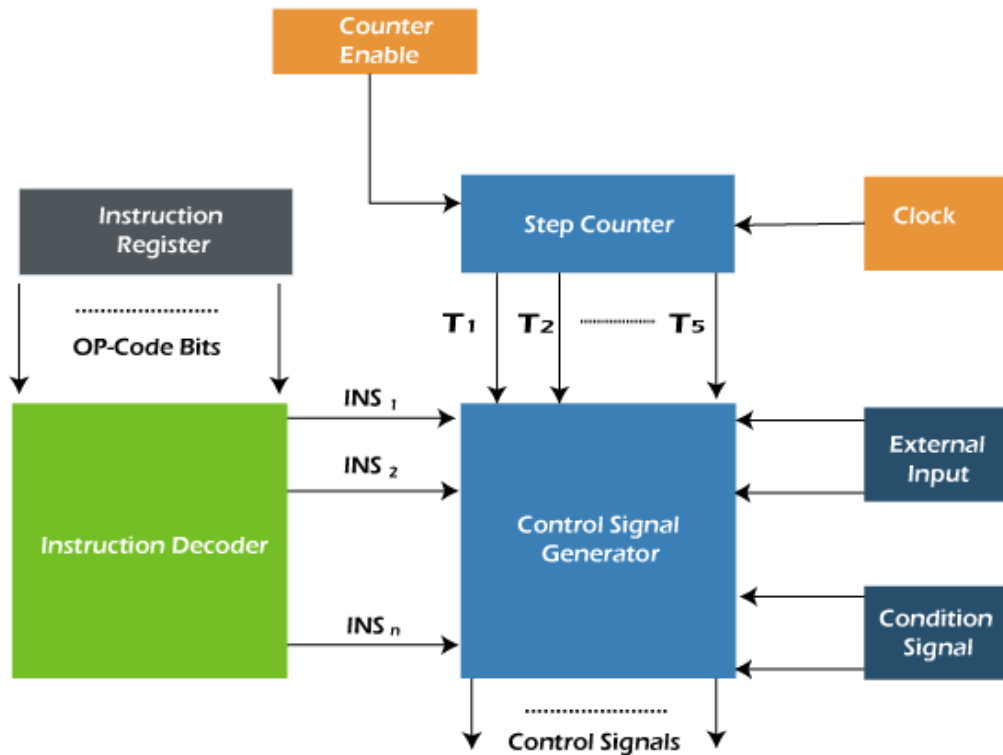 Counter
Enable
Instruction
Register
Step Counter
Clock
T1 T2 ............ T5
....................
OP-Code Bits
INS 1
INS 2
INS n
Instruction Decoder
Control Signal
Generator
External
Input
Condition
Signal
....................
Control Signals